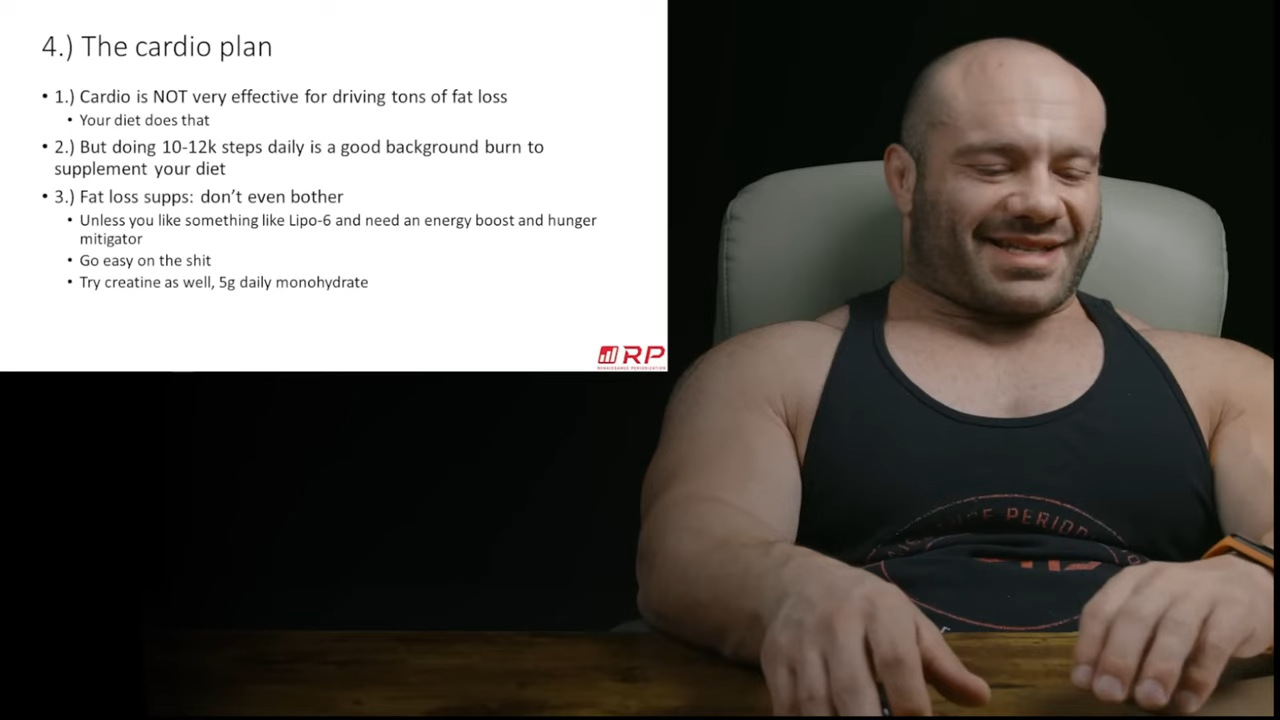 4.) The cardio plan
• 1.) Cardio is NOT very effective for driving tons of fat loss
• Your diet does that
• 2.) But doing 10-12k steps daily is a good background burn to
supplement your diet
• 3.) Fat loss supps: don’t even bother
• Unless you like something like Lipo-6 and need an energy boost and hunger
mitigator
• Go easy on the shit
• Try creatine as well, 5g daily monohydrate
RP
RENAISSANCE PERIODIZATION
PERIOD